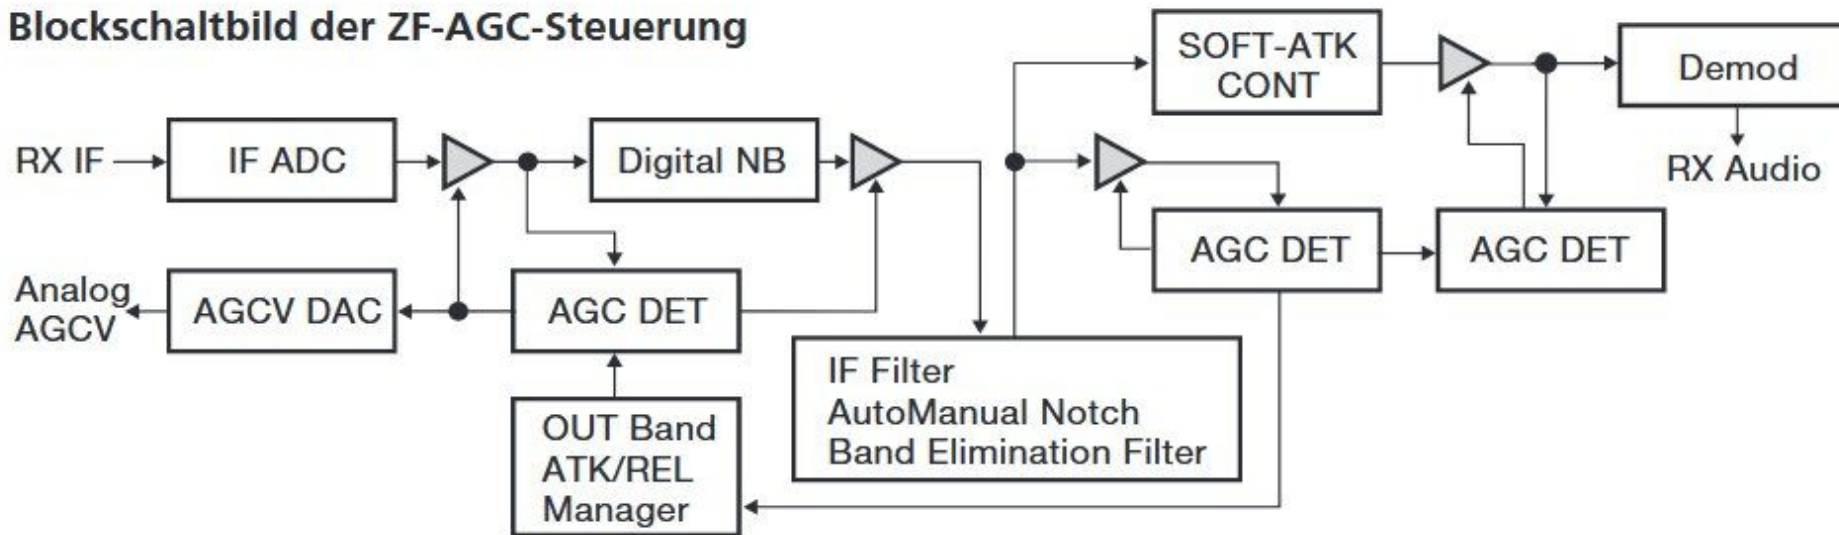 Blockschaltbild der ZF-AGC-Steuerung
SOFT-ATK
CONT
Demod
RX IF
IF ADC
Digital NB
RX Audio
AGC DET
AGC DET
Analog
AGCV
AGCV DAC
AGC DET
IF Filter
AutoManual Notch
Band Elimination Filter
OUT Band
ATK/REL
Manager